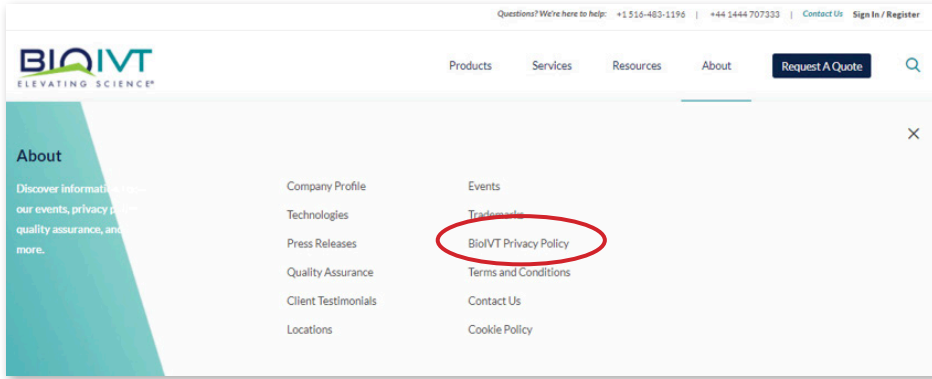 Questions? We're here to help: +1 516-483-1196 | +44 1444 707333 | Contact Us Sign In / Register
BIOIVT
ELEVATING SCIENCE®
Products Services Resources About Request A Quote
About
Discover
our events, privacy
quality assurance, and
more.
Company Profile
Technologies
Press Releases
Quality Assurance
Client Testimonials
Locations
Events
Trademarks
BioIVT Privacy Policy
Terms and Conditions
Contact Us
Cookie Policy